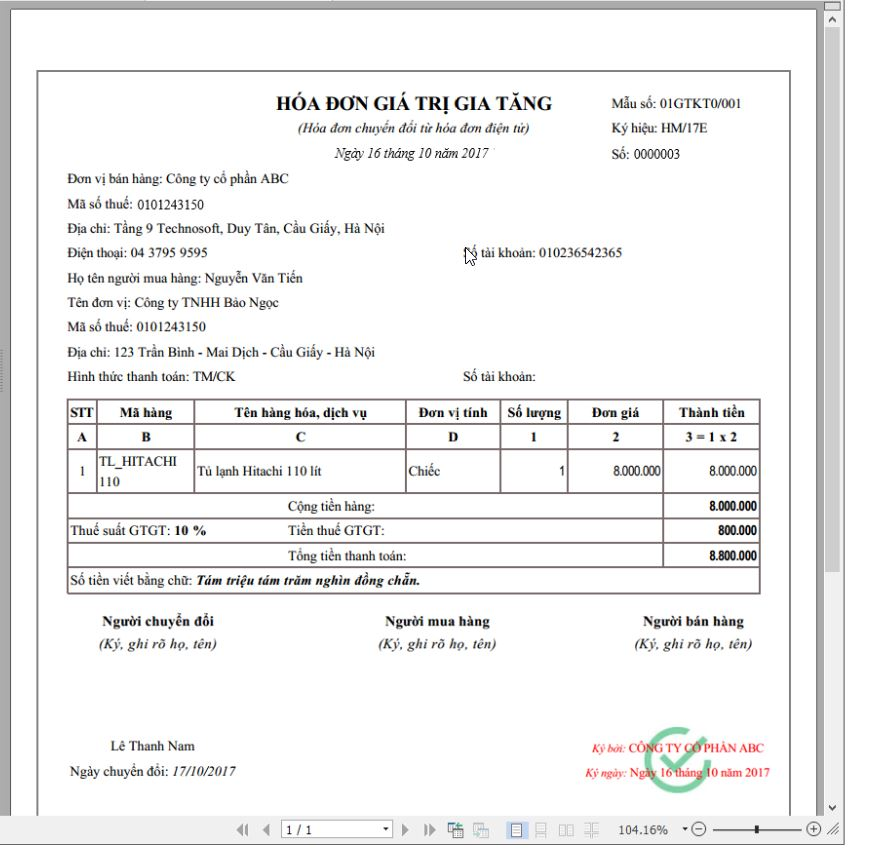 HÓA ĐƠN GIÁ TRỊ GIA TĂNG
Mẫu số: 01GTKT0/001
(Hóa đơn chuyển đổi từ hóa đơn điện tử)
Ký hiệu: HM/17E
Ngày 16 tháng 10 năm 2017
Số: 0000003
Đơn vị bán hàng: Công ty cổ phần ABC
Mã số thuế: 0101243150
Địa chỉ: Tầng 9 Technosoft, Duy Tân, Cầu Giấy, Hà Nội
Điện thoại: 04 3795 9595 Số tài khoản: 010236542365
Họ tên người mua hàng: Nguyễn Văn Tiến
Tên đơn vị: Công ty TNHH Bảo Ngọc
Mã số thuế: 0101243150
Địa chỉ: 123 Trần Bình - Mai Dịch - Cầu Giấy - Hà Nội
Hình thức thanh toán: TM/CK Số tài khoản:
STT Mã hàng Tên hàng hóa, dịch vụ Đơn vị tính Số lượng Đơn giá Thành tiền
A B C D 1 2 3 = 1 x 2
1 TL_HITACHI 110 Tủ lạnh Hitachi 110 lít Chiếc 1 8.000.000 8.000.000
Cộng tiền hàng: 8.000.000
Thuế suất GTGT: 10 % Tiền thuế GTGT: 800.000
Tổng tiền thanh toán: 8.800.000
Số tiền viết bằng chữ: Tám triệu tám trăm nghìn đồng chẵn.
Người chuyển đổi Người mua hàng Người bán hàng
(Ký, ghi rõ họ, tên) (Ký, ghi rõ họ, tên) (Ký, ghi rõ họ, tên)
Lê Thanh Nam Ký bởi: CÔNG TY CỔ PHẦN ABC
Ngày chuyển đổi: 17/10/2017 Ký ngày: Ngày 16 tháng 10 năm 2017
1 / 1 104.16%